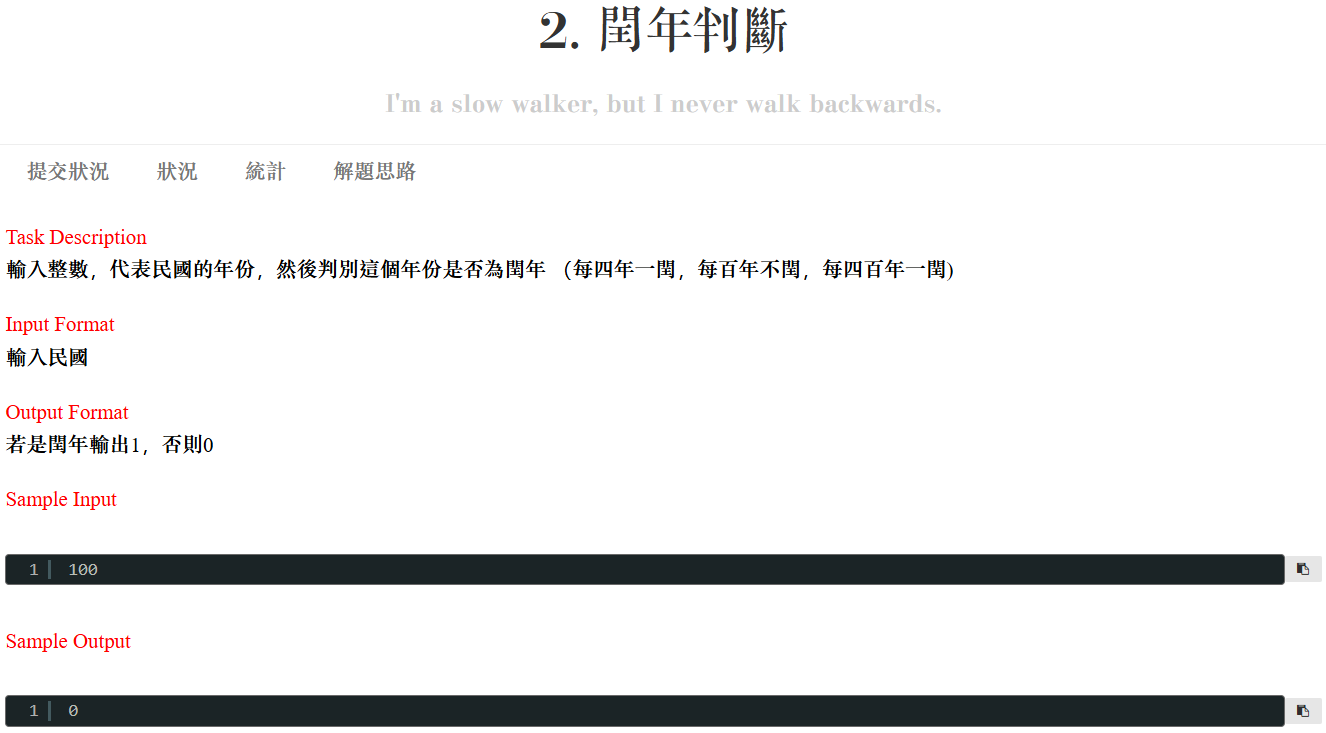 2. 閏年判斷
I'm a slow walker, but I never walk backwards.
提交狀況 狀況 統計 解題思路
Task Description
輸入整數，代表民國的年份，然後判別這個年份是否為閏年 （每四年一閏，每百年不閏，每四百年一閏)
Input Format
輸入民國
Output Format
若是閏年輸出1，否則0
Sample Input
1 100
Sample Output
1 0